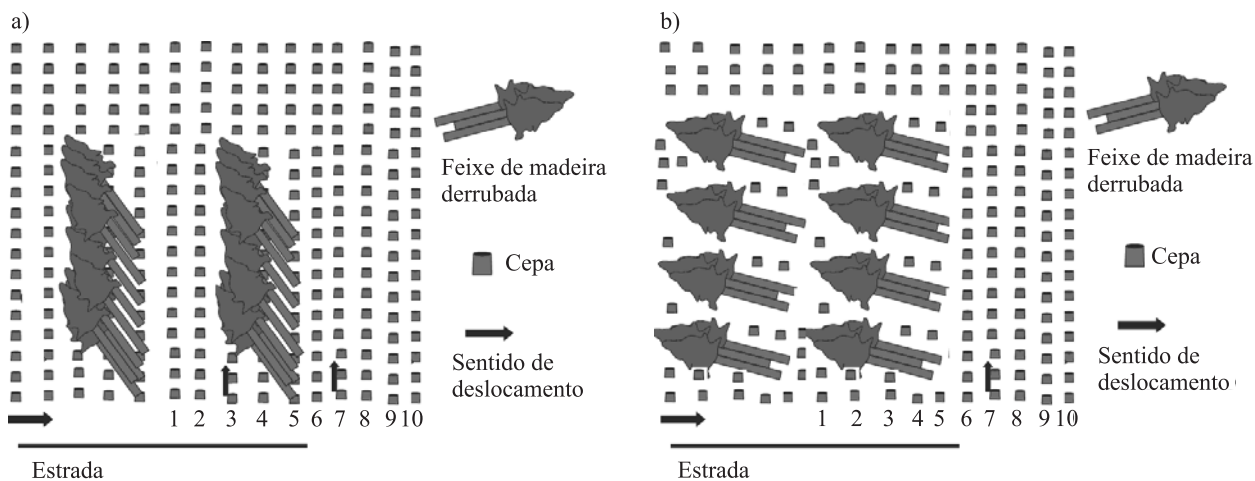 a)
Feixe de madeira
derrubada
Cepa
Sentido de
deslocamento
1 2 3 4 5 6 7 8 9 10
Estrada
b)
Feixe de madeira
derrubada
Cepa
Sentido de
deslocamento
1 2 3 4 5 6 7 8 9 10
Estrada